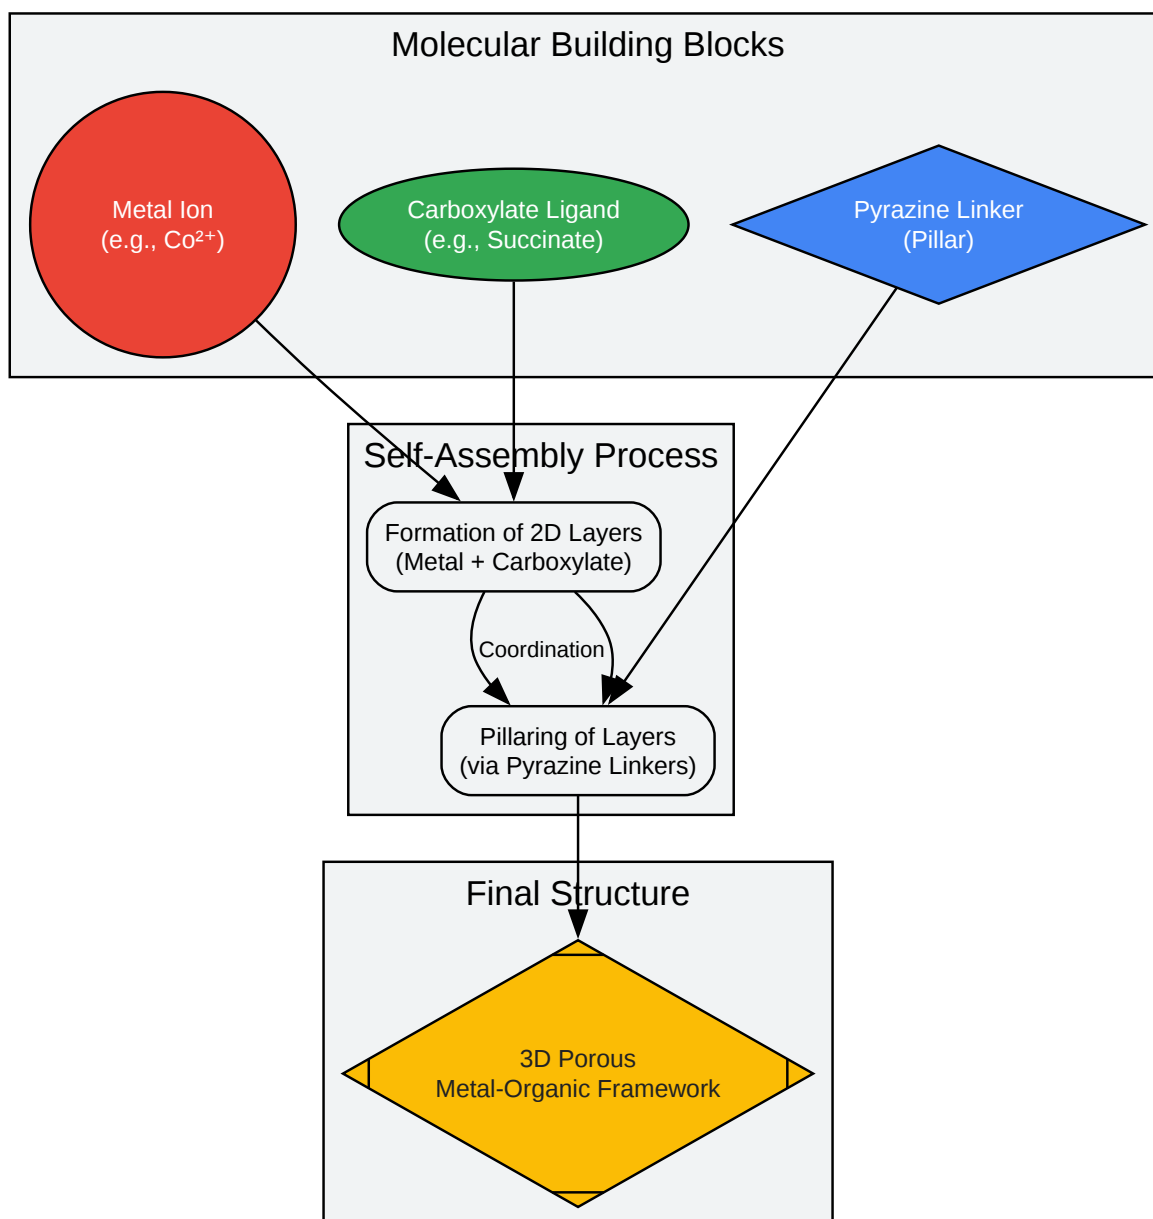 Molecular Building Blocks
Metal Ion
(e.g., Co²⁺)
Carboxylate Ligand
(e.g., Succinate)
Pyrazine Linker
(Pillar)
Self-Assembly Process
Formation of 2D Layers
(Metal + Carboxylate)
Coordination
Pillaring of Layers
(via Pyrazine Linkers)
Final Structure
3D Porous
Metal-Organic Framework